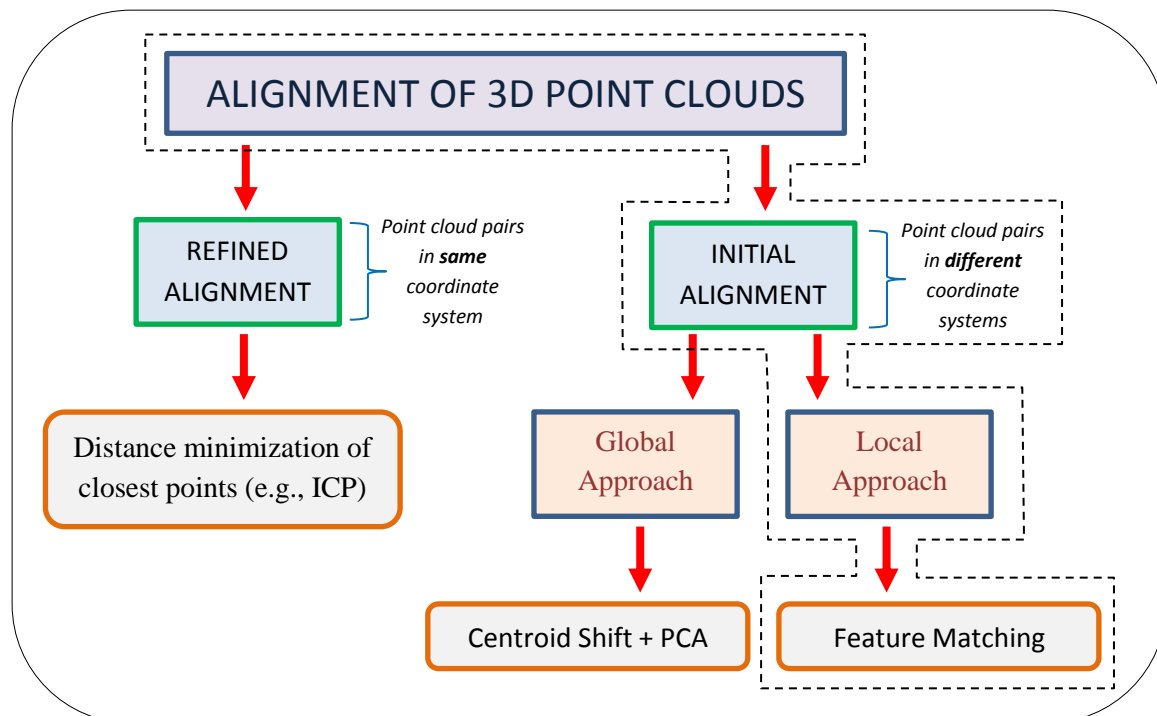 ALIGNMENT OF 3D POINT CLOUDS
REFINED
ALIGNMENT
Point cloud pairs
in same
coordinate
system
INITIAL
ALIGNMENT
Point cloud pairs
in different
coordinate
systems
Distance minimization of
closest points (e.g., ICP)
Global
Approach
Local
Approach
Centroid Shift + PCA
Feature Matching